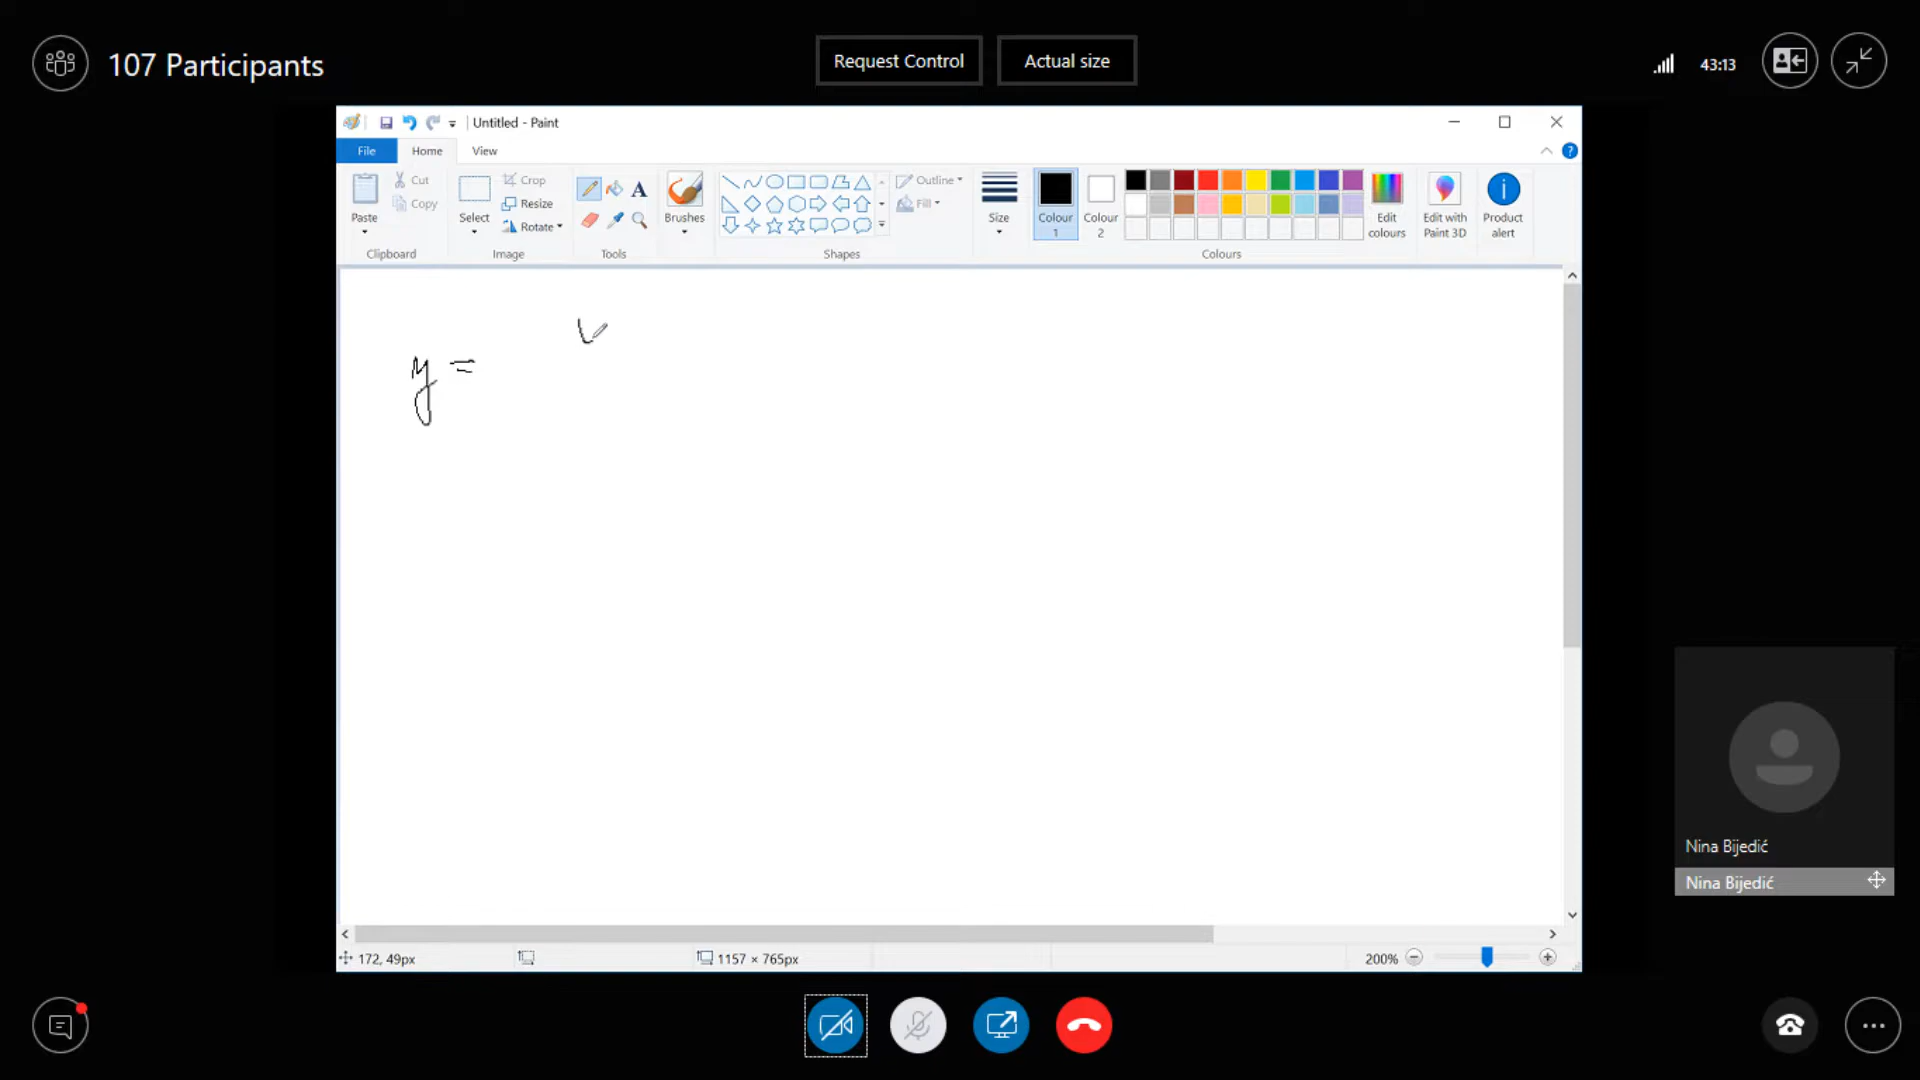 107 Participants
Request Control
Actual size
43:13
Untitled - Paint
File
Home
View
Paste
Cut
Copy
Clipboard
Select
Crop
Resize
Rotate
Image
A
Tools
Brushes
Shapes
Outline
Fill
Size
Colour
1
Colour
2
Colours
Edit
colours
Edit with
Paint 3D
Product
alert
y =
172, 49px
1157 × 765px
200%
Nina Bijedić
Nina Bijedić